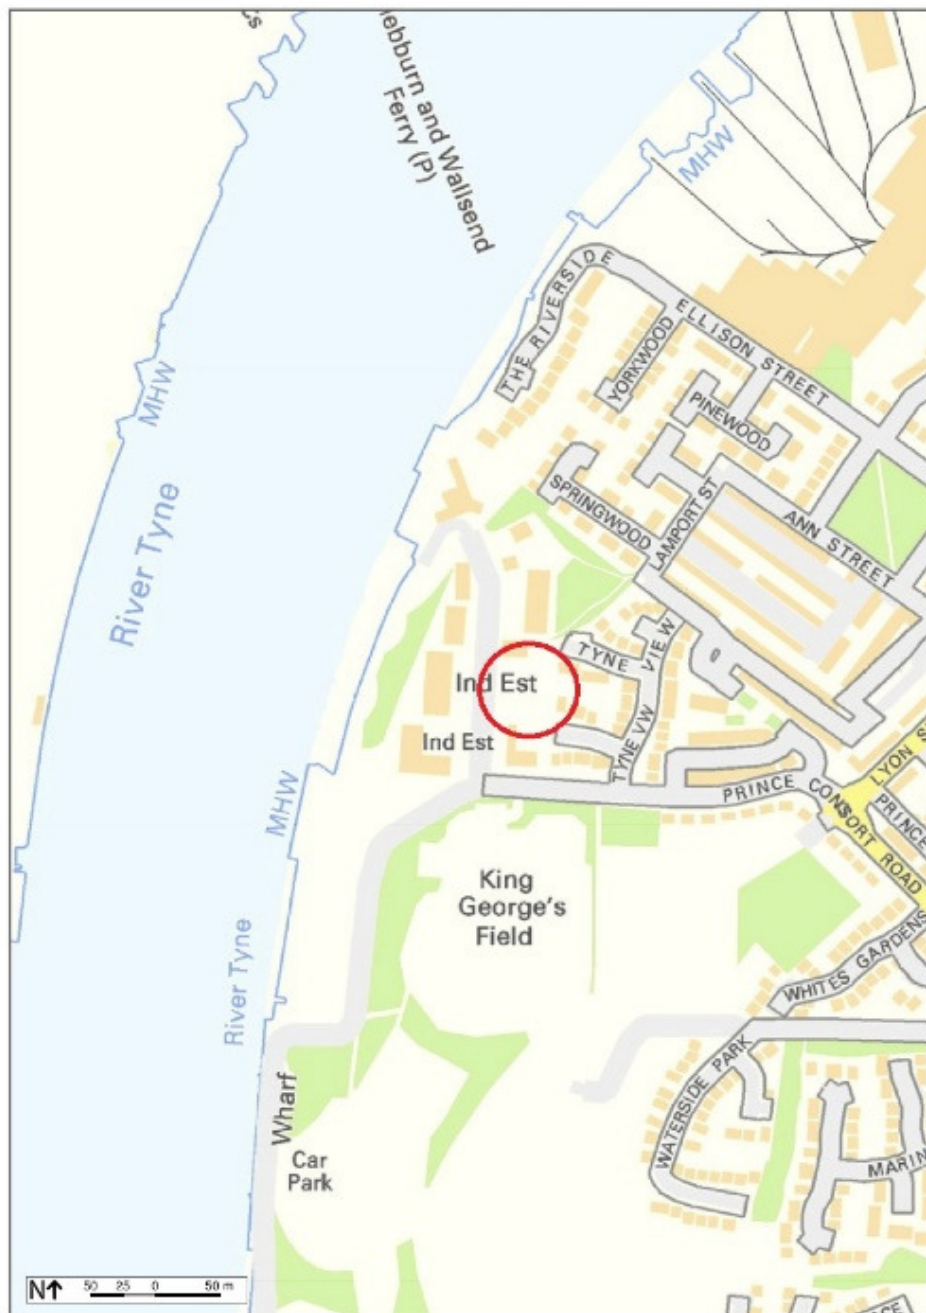 Hebburn and Wallsend
Ferry (P)
MHW
THE RIVERSIDE
ELLISON STREET
YORKWOOD
PINEWOOD
MHW
River Tyne
SPRINGWOOD
LAMPORT ST
ANN STREET
TYNE VIEW
Ind Est
Ind Est
TYNE VW
LYON S
PRINCE CONSORT ROAD
PRINCE
MHW
King
George's
Field
River Tyne
WHITES GARDENS
WATERSIDE PARK
Wharf
Car
Park
MARIN
N
50 25 0 50 m